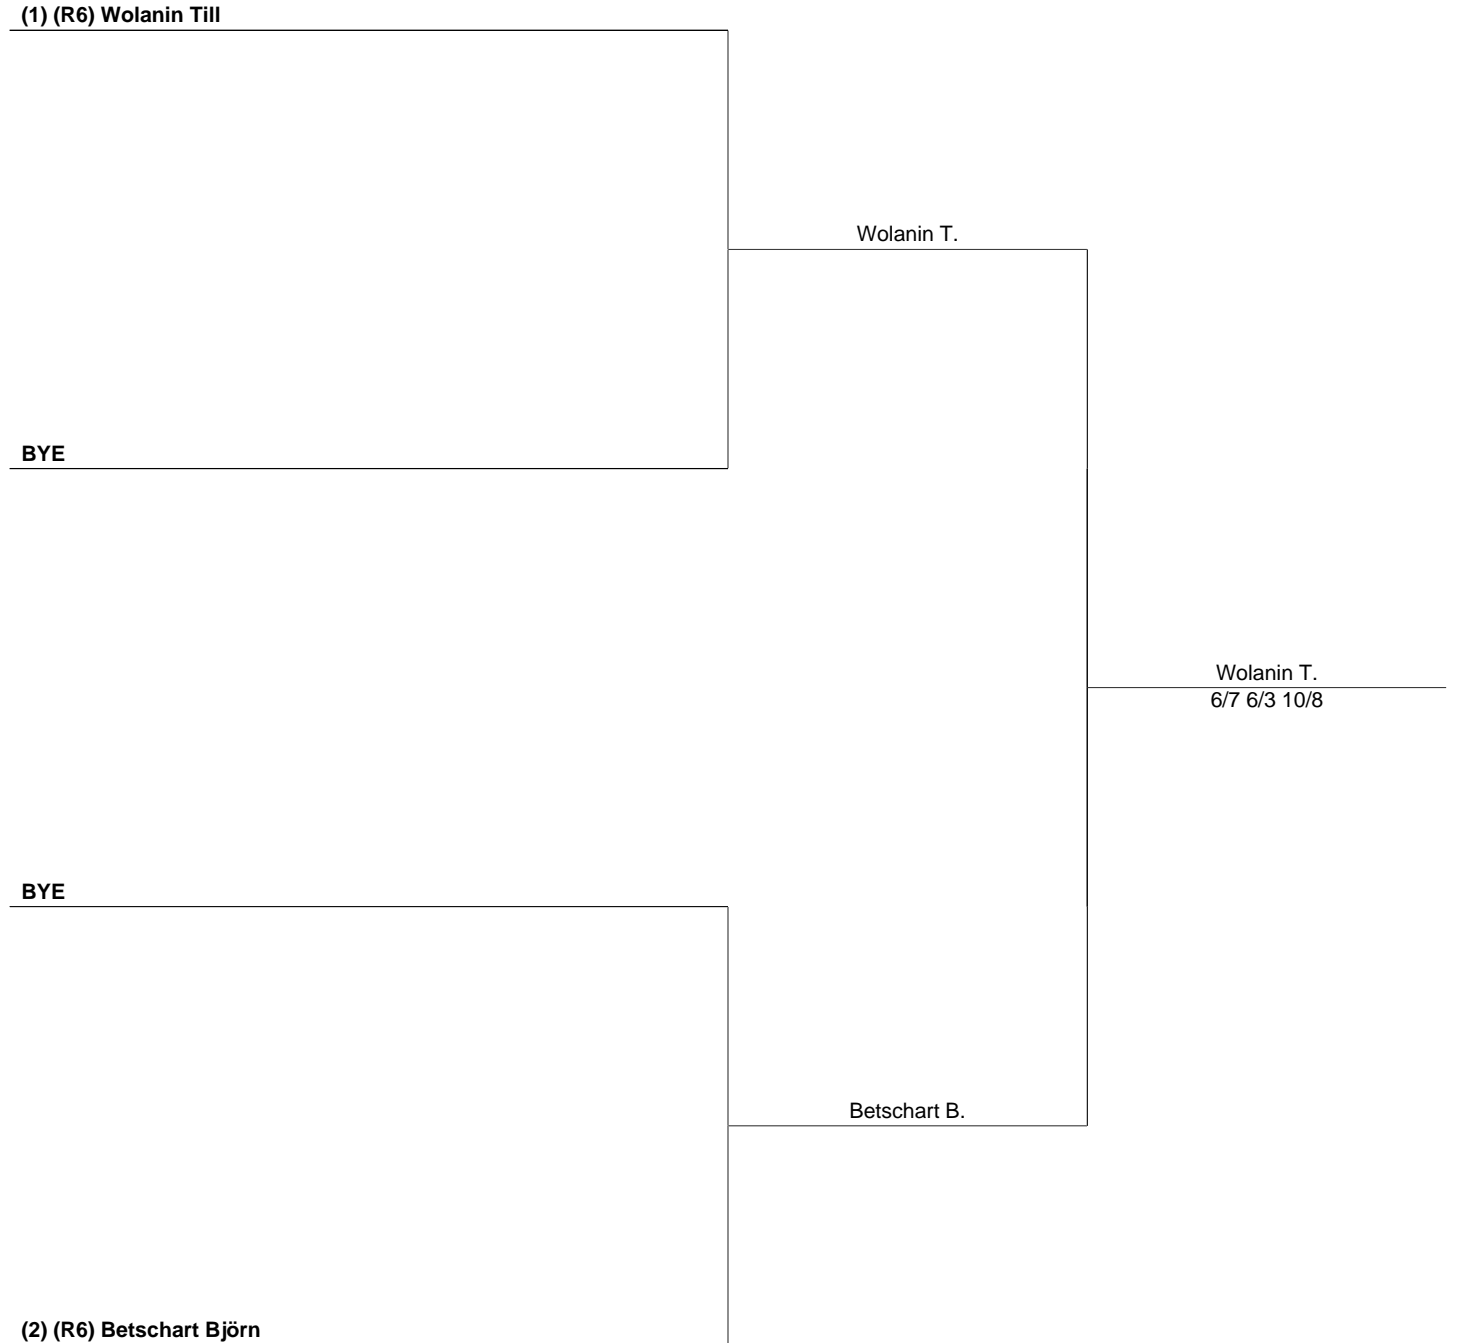 (1) (R6) Wolanin Till
Wolanin T.
BYE
Wolanin T.
6/7 6/3 10/8
BYE
Betschart B.
(2) (R6) Betschart Björn